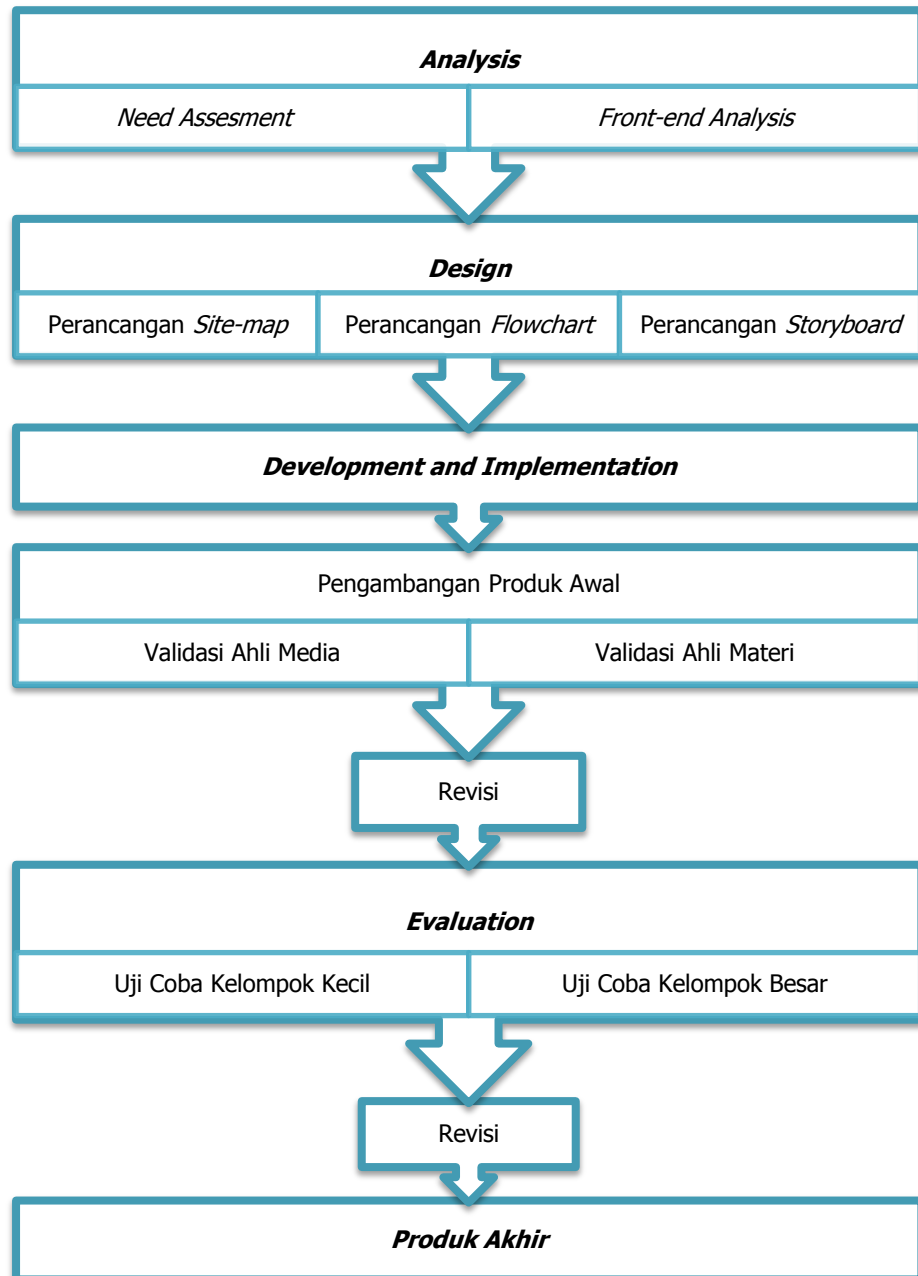 Analysis
Need Assesment
Front-end Analysis
Design
Perancangan Site-map
Perancangan Flowchart
Perancangan Storyboard
Development and Implementation
Pengambangan Produk Awal
Validasi Ahli Media
Validasi Ahli Materi
Revisi
Evaluation
Uji Coba Kelompok Kecil
Uji Coba Kelompok Besar
Revisi
Produk Akhir